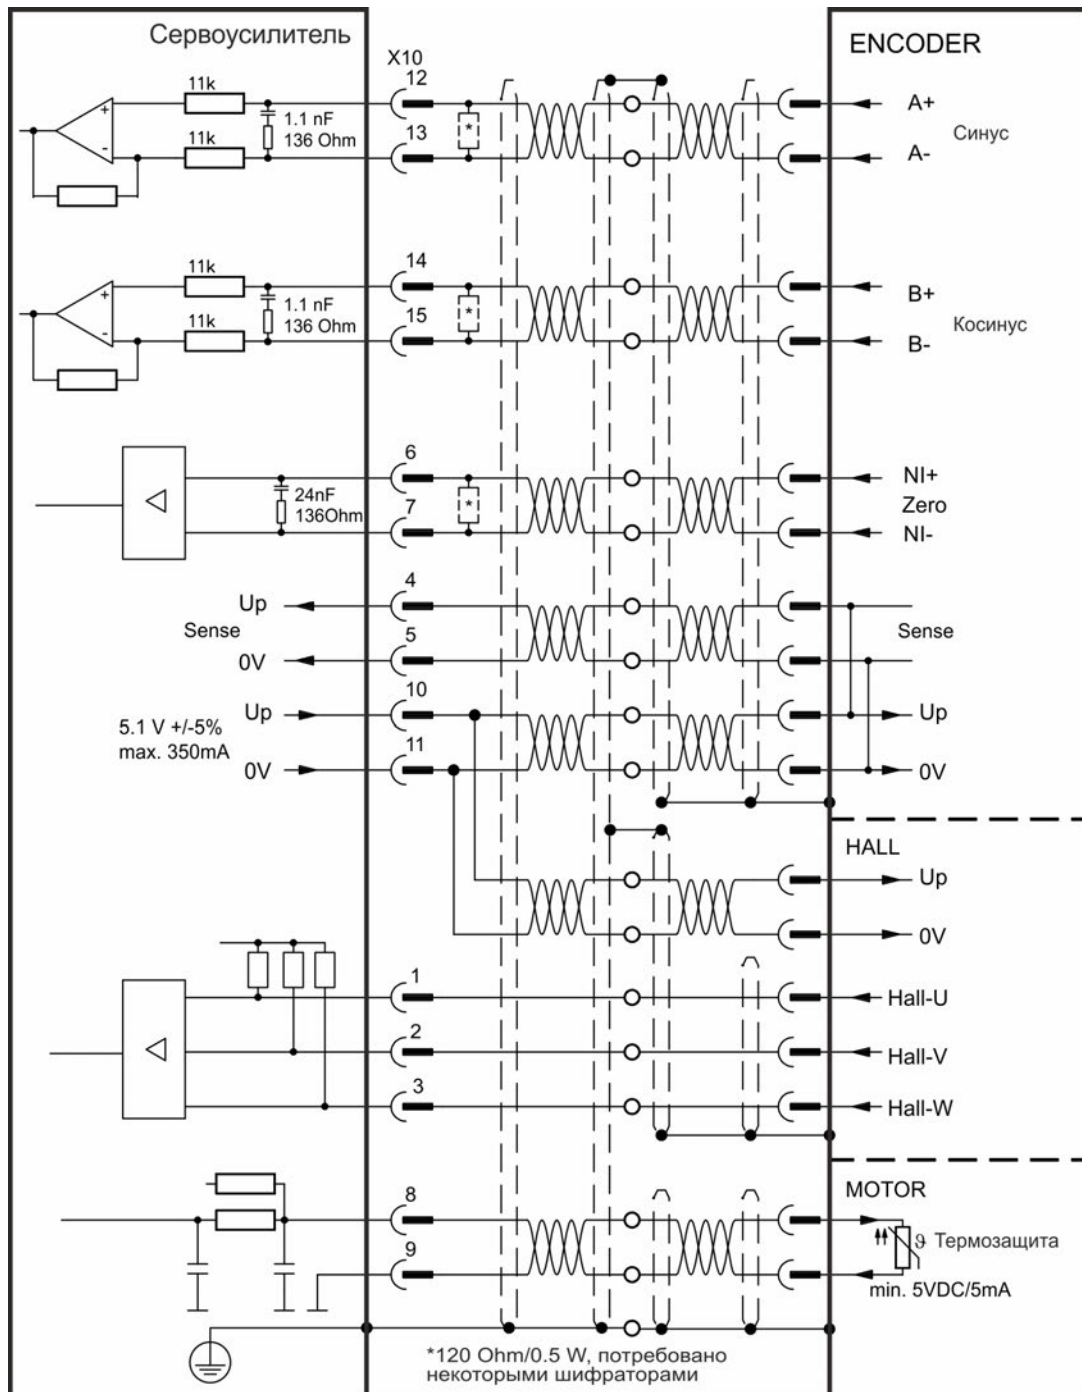 Сервоусилитель
ENCODER
X10
12
11k
1.1 nF
136 Ohm
A+
Синус
11k
13
*
A-
14
11k
1.1 nF
136 Ohm
B+
Косинус
11k
15
*
B-
6
NI+
24nF
136Ohm
*
Zero
7
NI-
4
Up
Sense
Sense
5
0V
10
5.1 V +/-5%
max. 350mA
Up
Up
11
0V
0V
HALL
Up
0V
1
Hall-U
2
Hall-V
3
Hall-W
MOTOR
8
ϑ Термозащита
9
min. 5VDC/5mA
*120 Ohm/0.5 W, потребовано
некоторыми шифраторами